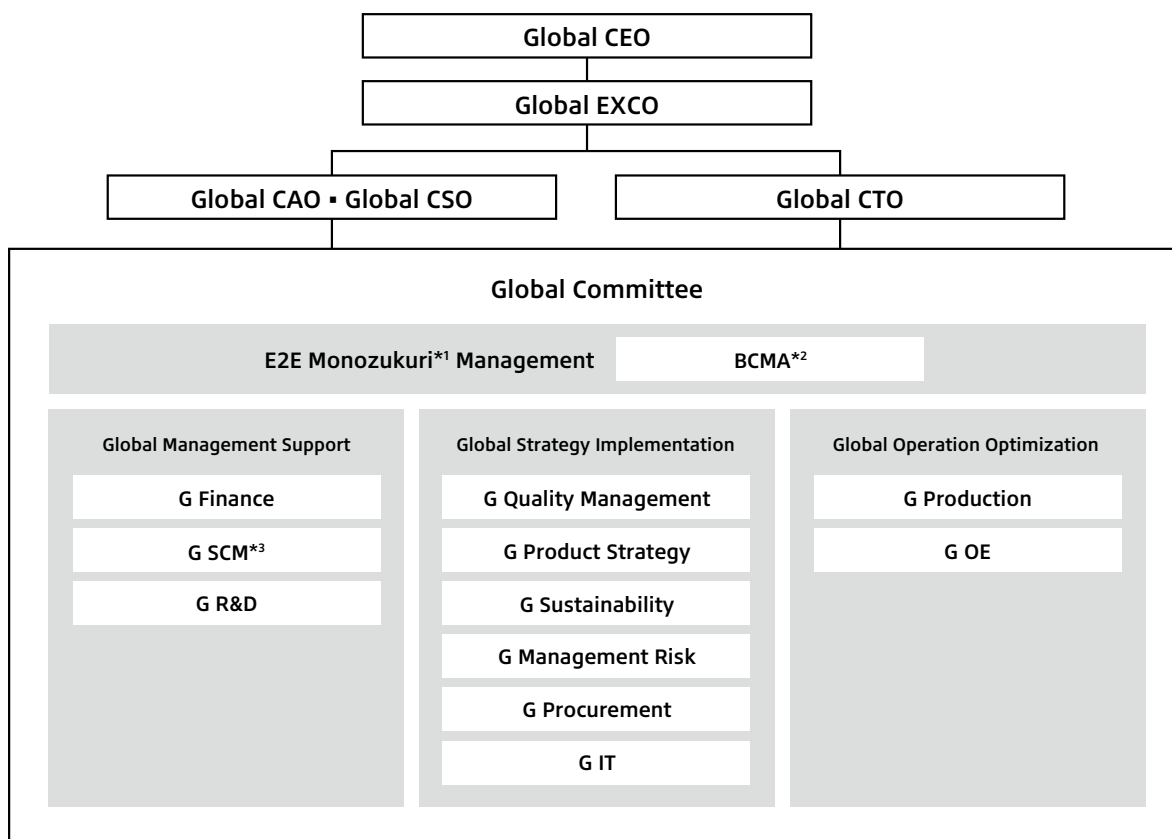 Global CEO
Global EXCO
Global CAO ▪ Global CSO
Global CTO
Global Committee
E2E Monozukuri*1 Management
BCMA*2
Global Management Support
G Finance
G SCM*3
G R&D
Global Strategy Implementation
G Quality Management
G Product Strategy
G Sustainability
G Management Risk
G Procurement
G IT
Global Operation Optimization
G Production
G OE